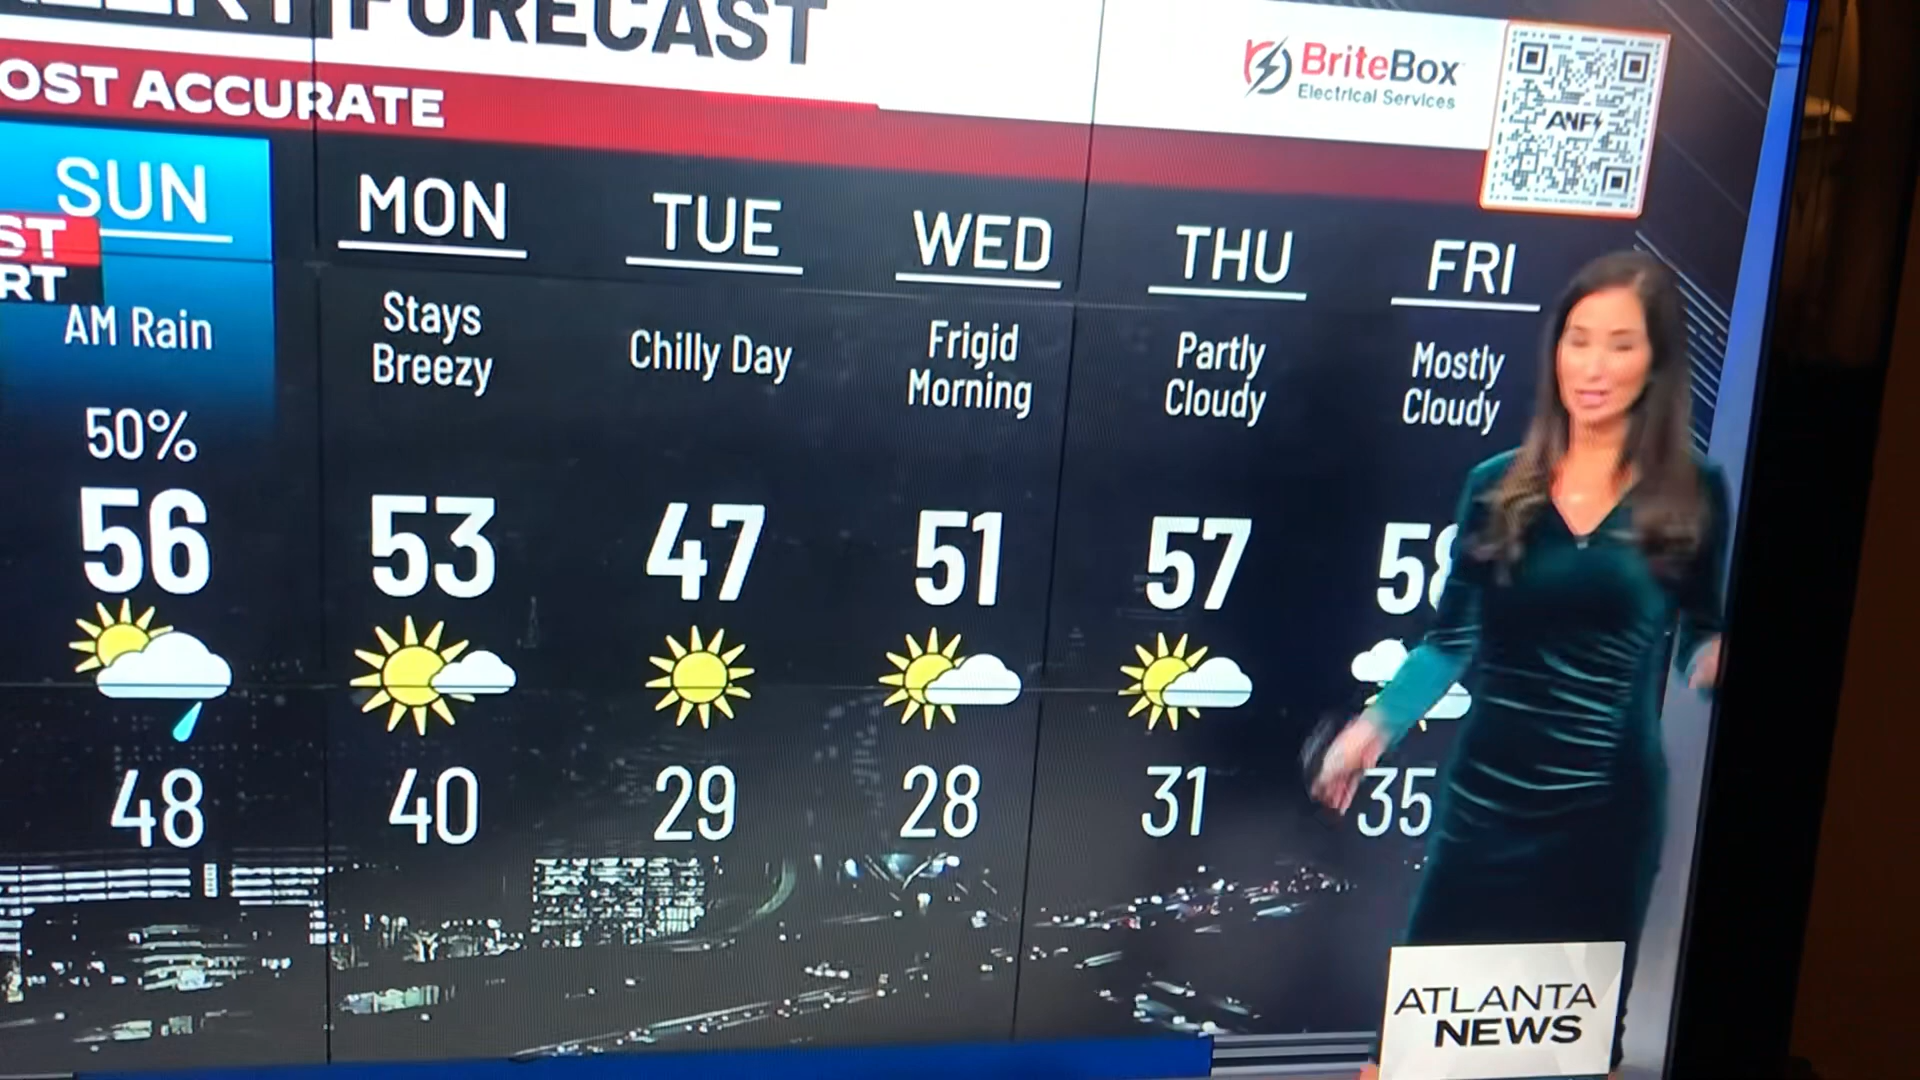 FORECAST
OST ACCURATE
BriteBox
Electrical Services
ANF
SUN
MON
TUE
WED
THU
FRI
ST
RT
AM Rain
Stays
Breezy
Chilly Day
Frigid
Morning
Partly
Cloudy
Mostly
Cloudy
50%
56
53
47
51
57
58
48
40
29
28
31
35
ATLANTA
NEWS